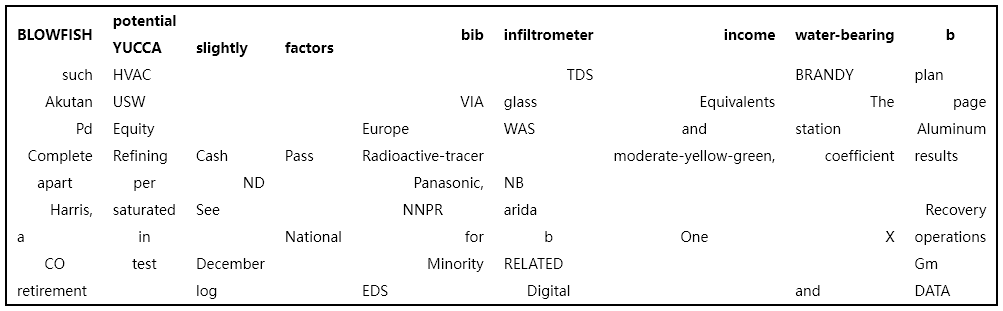 BLOWFISH potential YUCCA slightly factors bib infiltrometer income water-bearing b
such HVAC TDS BRANDY plan
Akutan USW VIA glass Equivalents The page
Pd Equity Europe WAS and station Aluminum
Complete Refining Cash Pass Radioactive-tracer moderate-yellow-green, coefficient results
apart per ND Panasonic, NB
Harris, saturated See NNPR arida Recovery
a in National for b One X operations
CO test December Minority RELATED Gm
retirement log EDS Digital and DATA